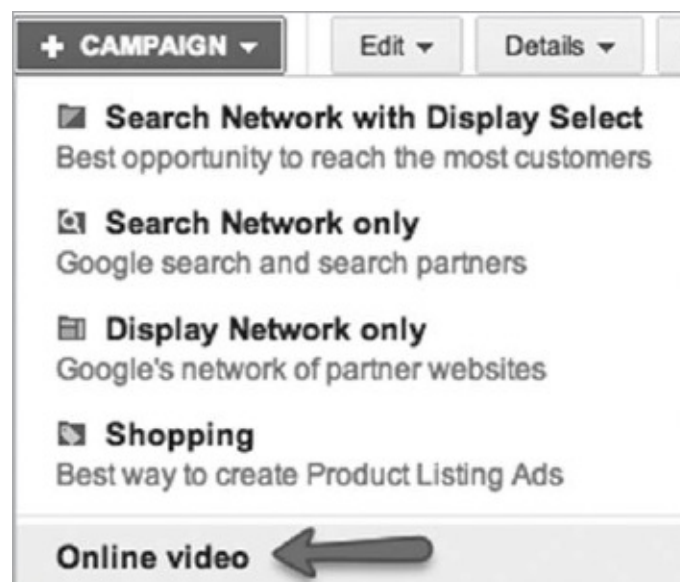 + CAMPAIGN Edit Details
Search Network with Display Select
Best opportunity to reach the most customers
Search Network only
Google search and search partners
Display Network only
Google's network of partner websites
Shopping
Best way to create Product Listing Ads
Online video